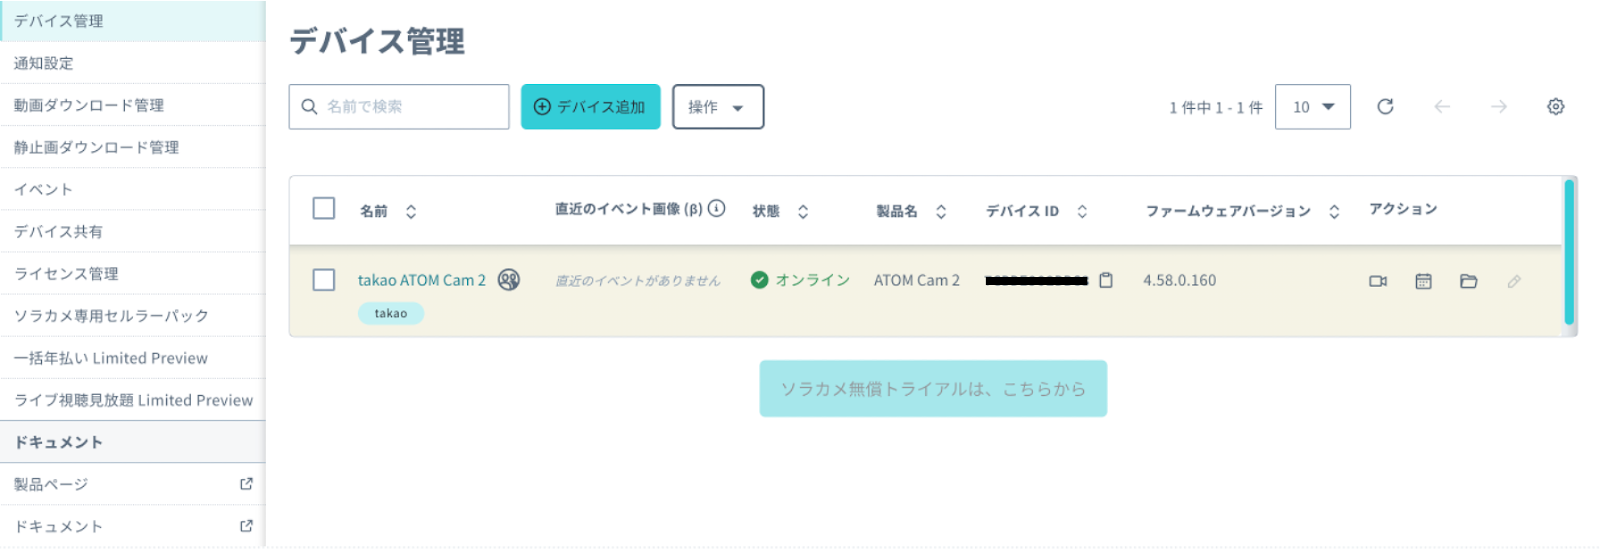 デバイス管理
通知設定
動画ダウンロード管理
静止画ダウンロード管理
イベント
デバイス共有
ライセンス管理
ソラカメ専用セルラーパック
一括年払い Limited Preview
ライブ視聴見放題 Limited Preview
ドキュメント
製品ページ
ドキュメント
デバイス管理
名前で検索 デバイス追加 操作 1 件中 1 - 1 件 10
名前 直近のイベント画像 (β) 状態 製品名 デバイス ID ファームウェアバージョン アクション
takao ATOM Cam 2 直近のイベントがありません オンライン ATOM Cam 2 4.58.0.160
takao
ソラカメ無償トライアルは、こちらから